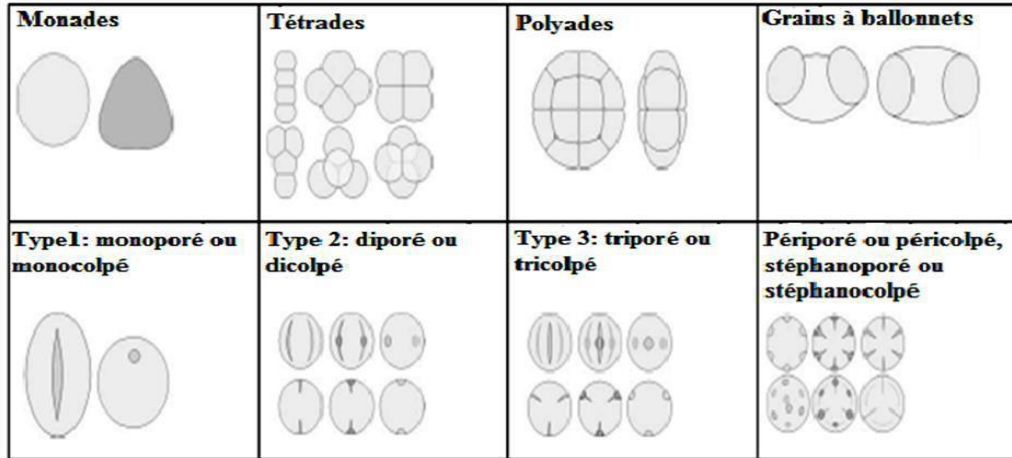 Monades
Tétrades
Polyades
Grains à ballonnets
Type1: monoporé ou
monocolpé
Type 2: diporé ou
dicolpé
Type 3: triporé ou
tricolpé
Périporé ou péricolpé,
stéphanoporé ou
stéphanocolpé